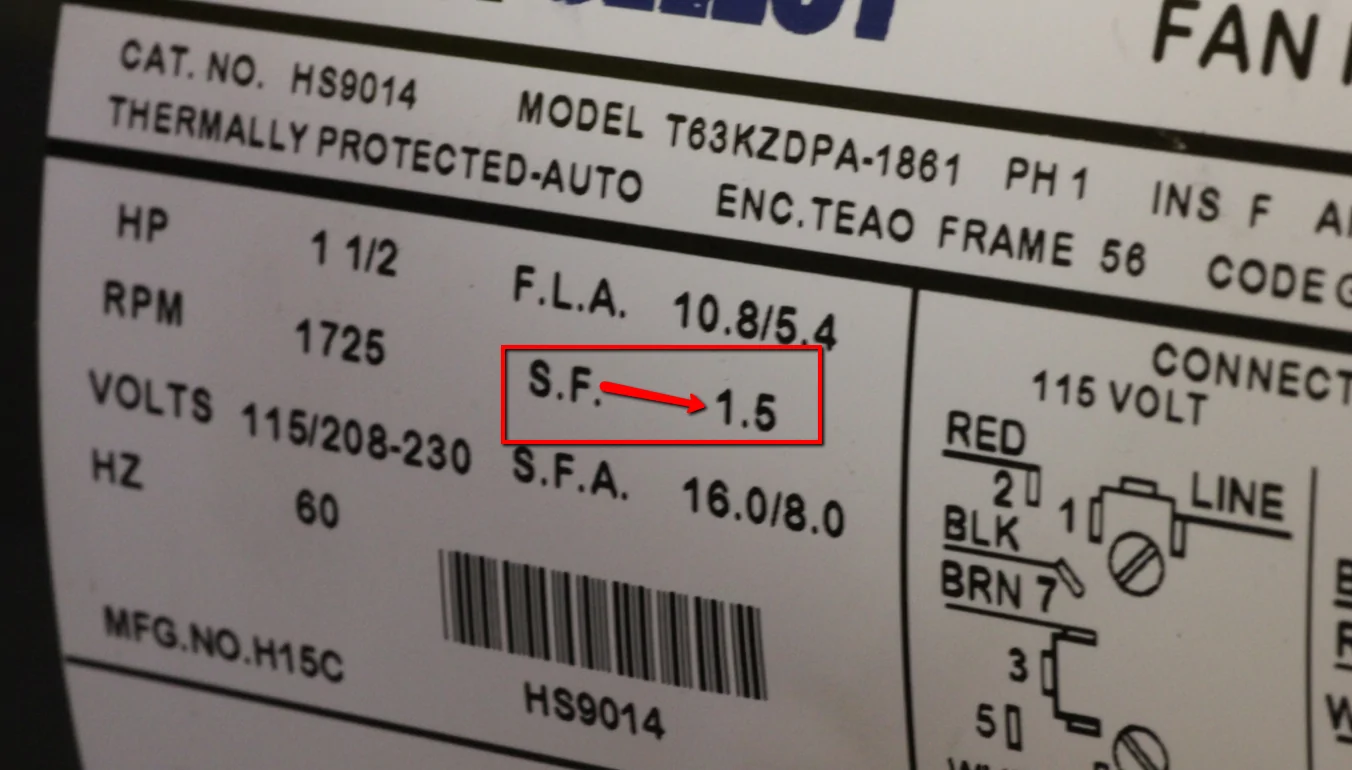 FAN
CAT. NO. HS9014 MODEL T63KZDPA-1861 PH 1 INS F
THERMALLY PROTECTED-AUTO ENC.TEAO FRAME 56 CODE
HP 1 1/2 F.L.A. 10.8/5.4
RPM 1725 S.F. 1.5
VOLTS 115/208-230 S.F.A. 16.0/8.0
HZ 60
MFG.NO.H15C
HS9014
CONNECT
115 VOLT
RED
2 1 LINE
BLK
BRN 7
3
5